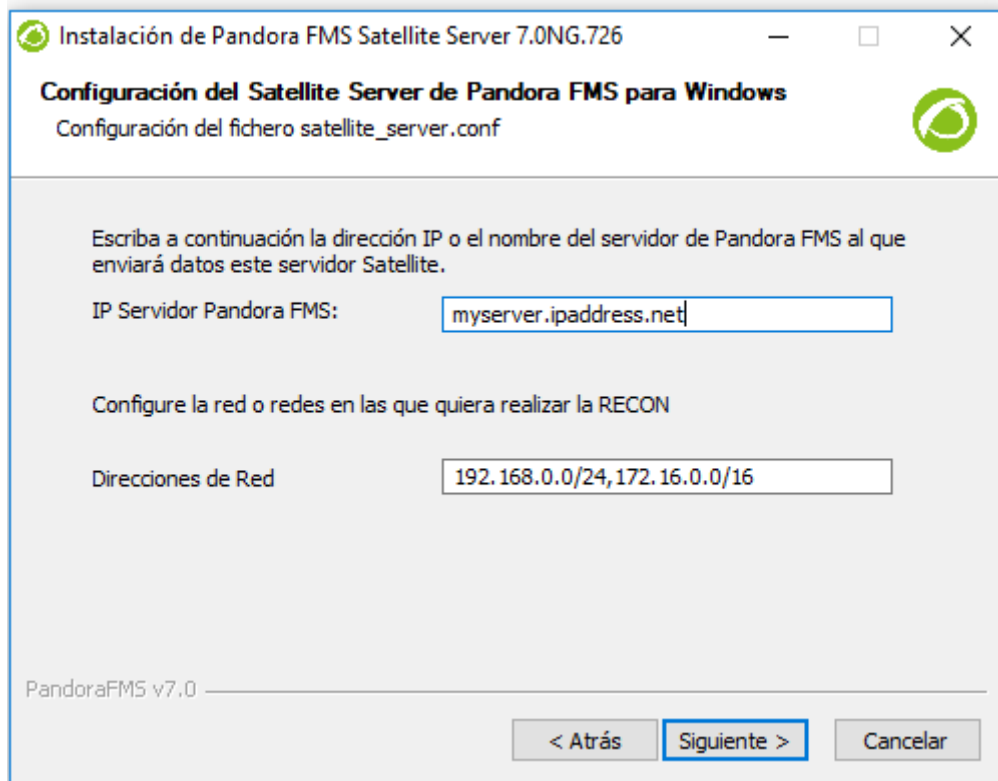 Instalación de Pandora FMS Satellite Server 7.0NG.726
Configuración del Satellite Server de Pandora FMS para Windows
Configuración del fichero satellite_server.conf
Escriba a continuación la dirección IP o el nombre del servidor de Pandora FMS al que
enviará datos este servidor Satellite.
IP Servidor Pandora FMS: myserver.ipaddress.net
Configure la red o redes en las que quiera realizar la RECON
Direcciones de Red 192.168.0.0/24,172.16.0.0/16
PandoraFMS v7.0
< Atrás Siguiente > Cancelar